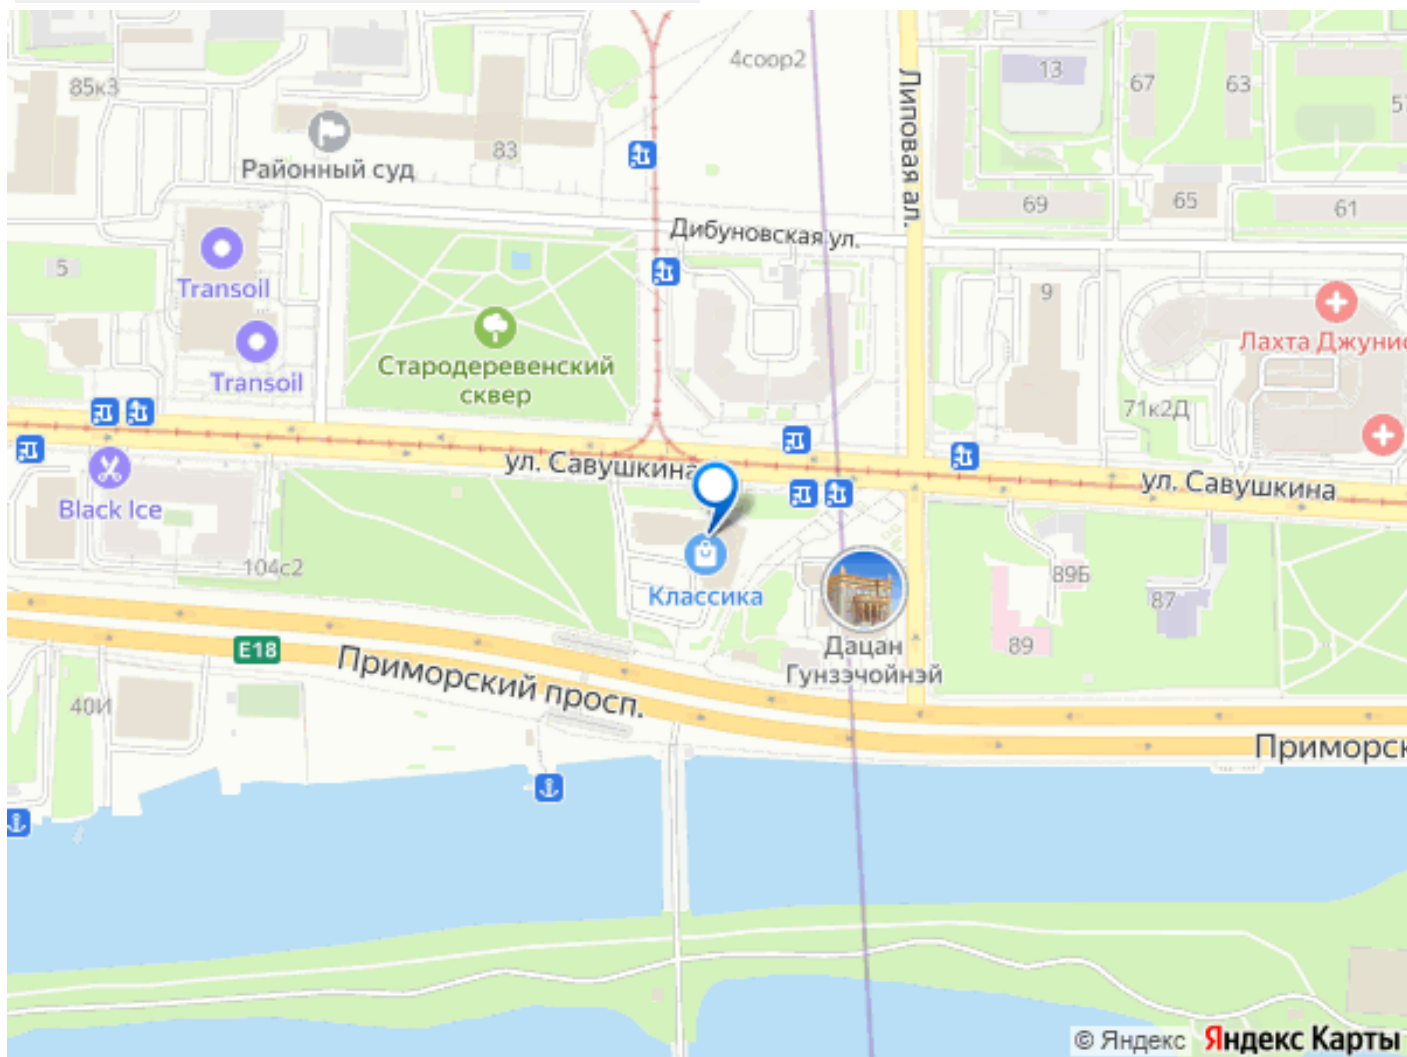 4соор2
13
67
63
85к3
57
Липовая ал.
83
Районный суд
69
65
61
Дибуновская ул.
5
Transoil
9
Лахта Джуниo
Стародеревенский
сквер
Transoil
71к2Д
ул. Савушкина
ул. Савушкина
Black Ice
104с2
89Б
Классика
87
89
Дацан
Гунзэчойнэй
E18
Приморский просп.
40И
Приморск
© Яндекс Яндекс Карты